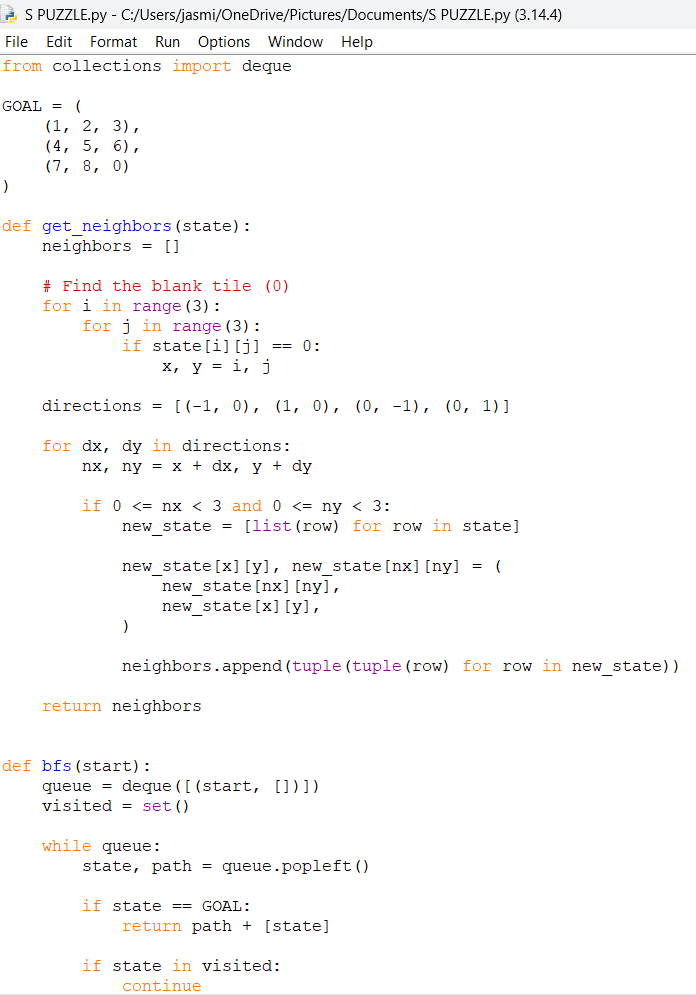 S PUZZLE.py - C:/Users/jasmi/OneDrive/Pictures/Documents/S PUZZLE.py (3.14.4)
File Edit Format Run Options Window Help
from collections import deque

GOAL = (
    (1, 2, 3),
    (4, 5, 6),
    (7, 8, 0)
)

def get_neighbors(state):
    neighbors = []

    # Find the blank tile (0)
    for i in range(3):
        for j in range(3):
            if state[i][j] == 0:
                x, y = i, j

    directions = [(-1, 0), (1, 0), (0, -1), (0, 1)]

    for dx, dy in directions:
        nx, ny = x + dx, y + dy

        if 0 <= nx < 3 and 0 <= ny < 3:
            new_state = [list(row) for row in state]

            new_state[x][y], new_state[nx][ny] = (
                new_state[nx][ny],
                new_state[x][y],
            )

            neighbors.append(tuple(tuple(row) for row in new_state))

    return neighbors


def bfs(start):
    queue = deque([(start, [])])
    visited = set()

    while queue:
        state, path = queue.popleft()

        if state == GOAL:
            return path + [state]

        if state in visited:
            continue